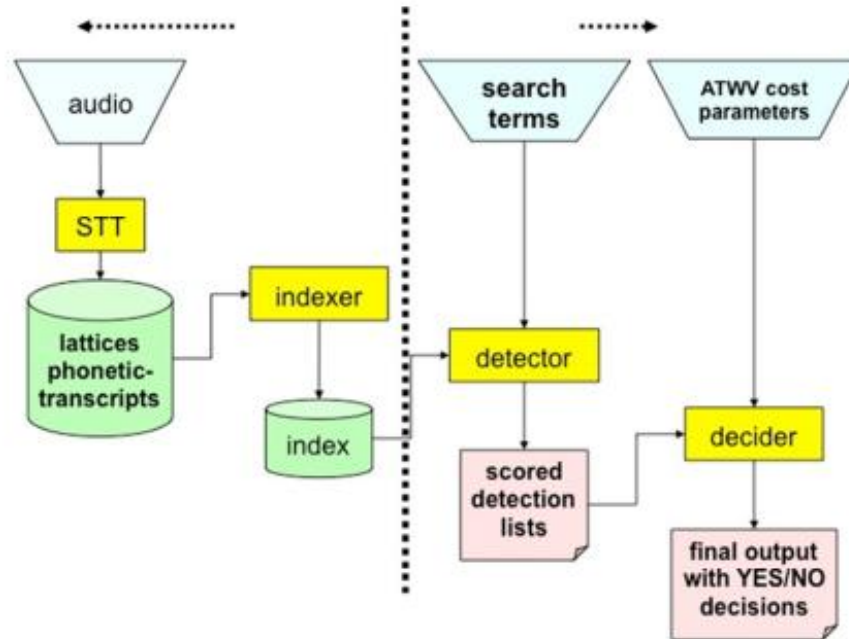 audio
STT
lattices
phonetic-
transcripts
indexer
index
search
terms
detector
scored
detection
lists
ATWV cost
parameters
decider
final output
with YES/NO
decisions